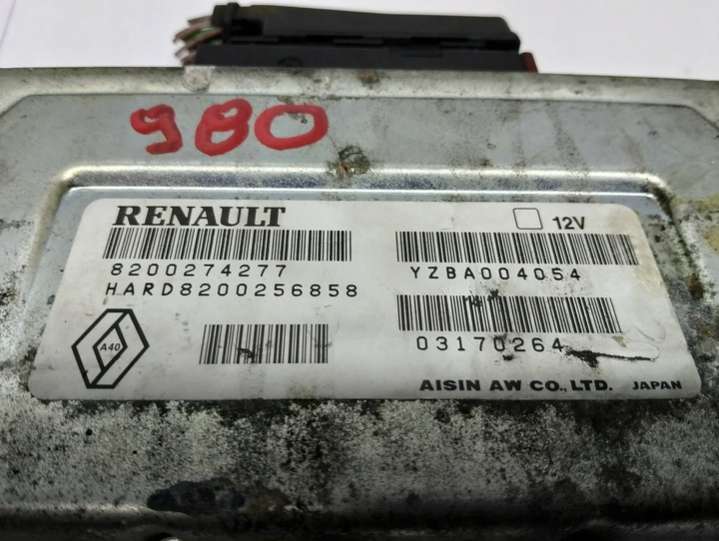 980
RENAULT
12V
8200274277
YZBA004054
HARD8200256858
A40
03170264
AISIN AW CO., LTD. JAPAN